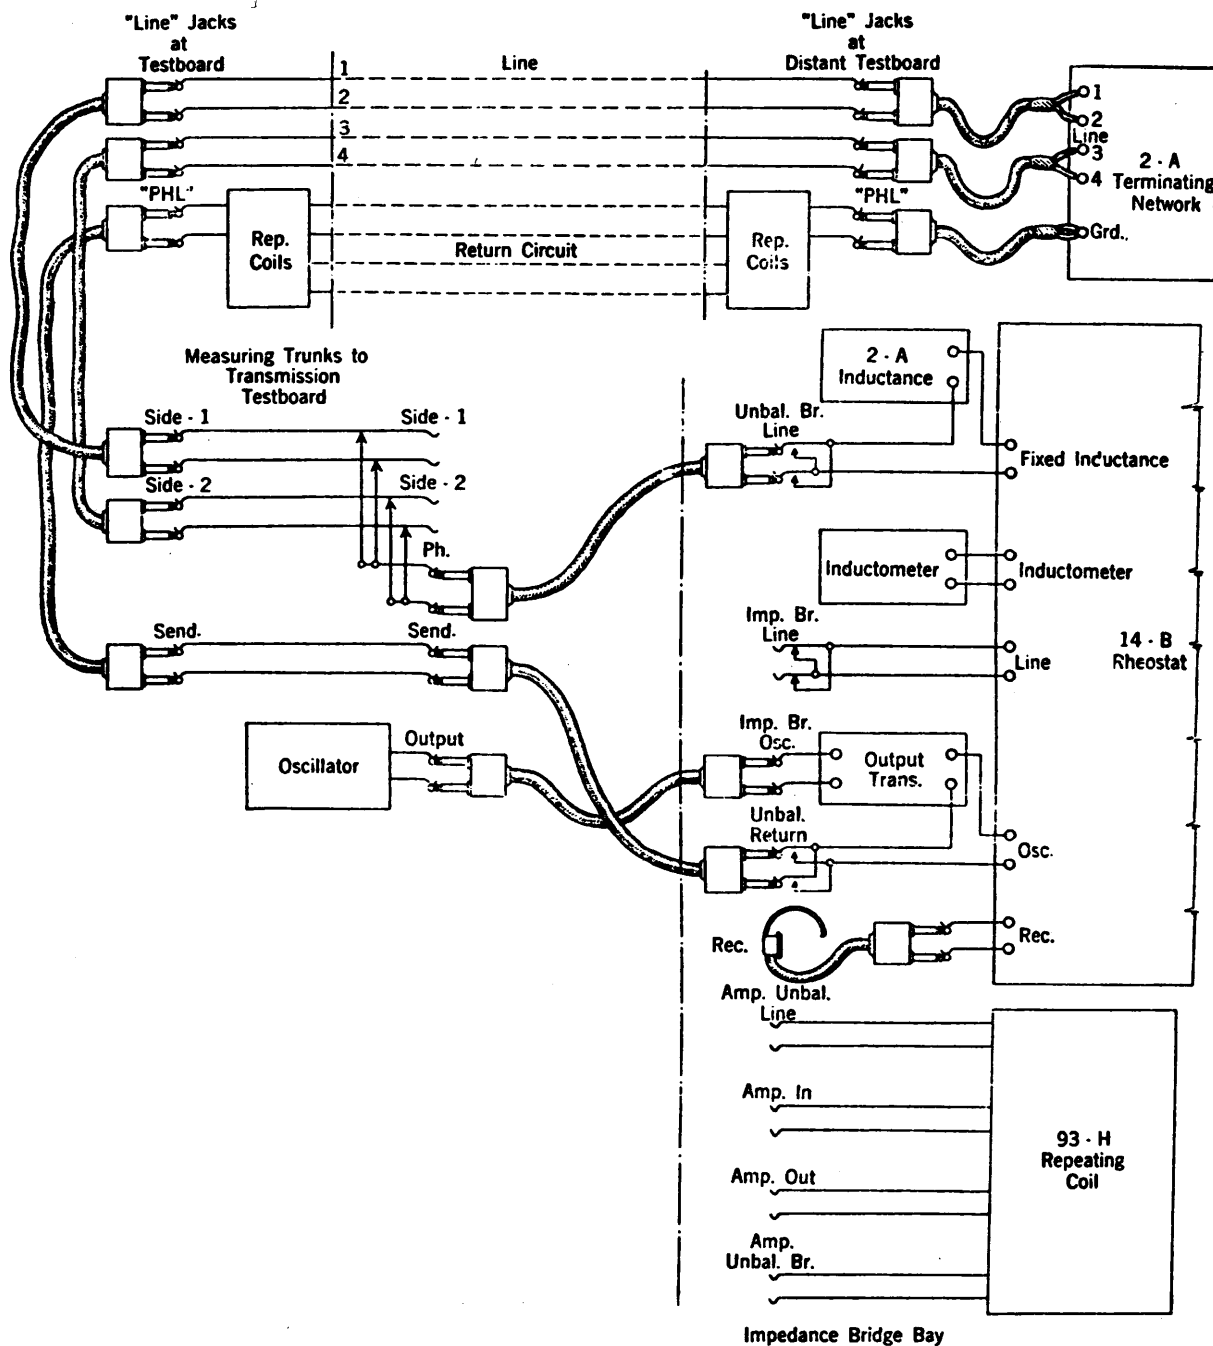 "Line" Jacks
at
Testboard
"Line" Jacks
at
Distant Testboard
Line
1
2
3
4
"PHL"
Rep.
Coils
Return Circuit
Rep.
Coils
"PHL"
1
2
Line
3
4
Grd.
2 - A
Terminating
Network
Measuring Trunks to
Transmission
Testboard
Side - 1
Side - 1
Side - 2
Side - 2
Ph.
Send.
Send.
Oscillator
Output
2 - A
Inductance
Unbal. Br.
Line
Fixed Inductance
Inductometer
Inductometer
Imp. Br.
Line
Line
14 - B
Rheostat
Imp. Br.
Osc.
Output
Trans.
Unbal.
Return
Osc.
Rec.
Rec.
Amp. Unbal.
Line
Amp. In
Amp. Out
Amp.
Unbal. Br.
93 - H
Repeating
Coil
Impedance Bridge Bay